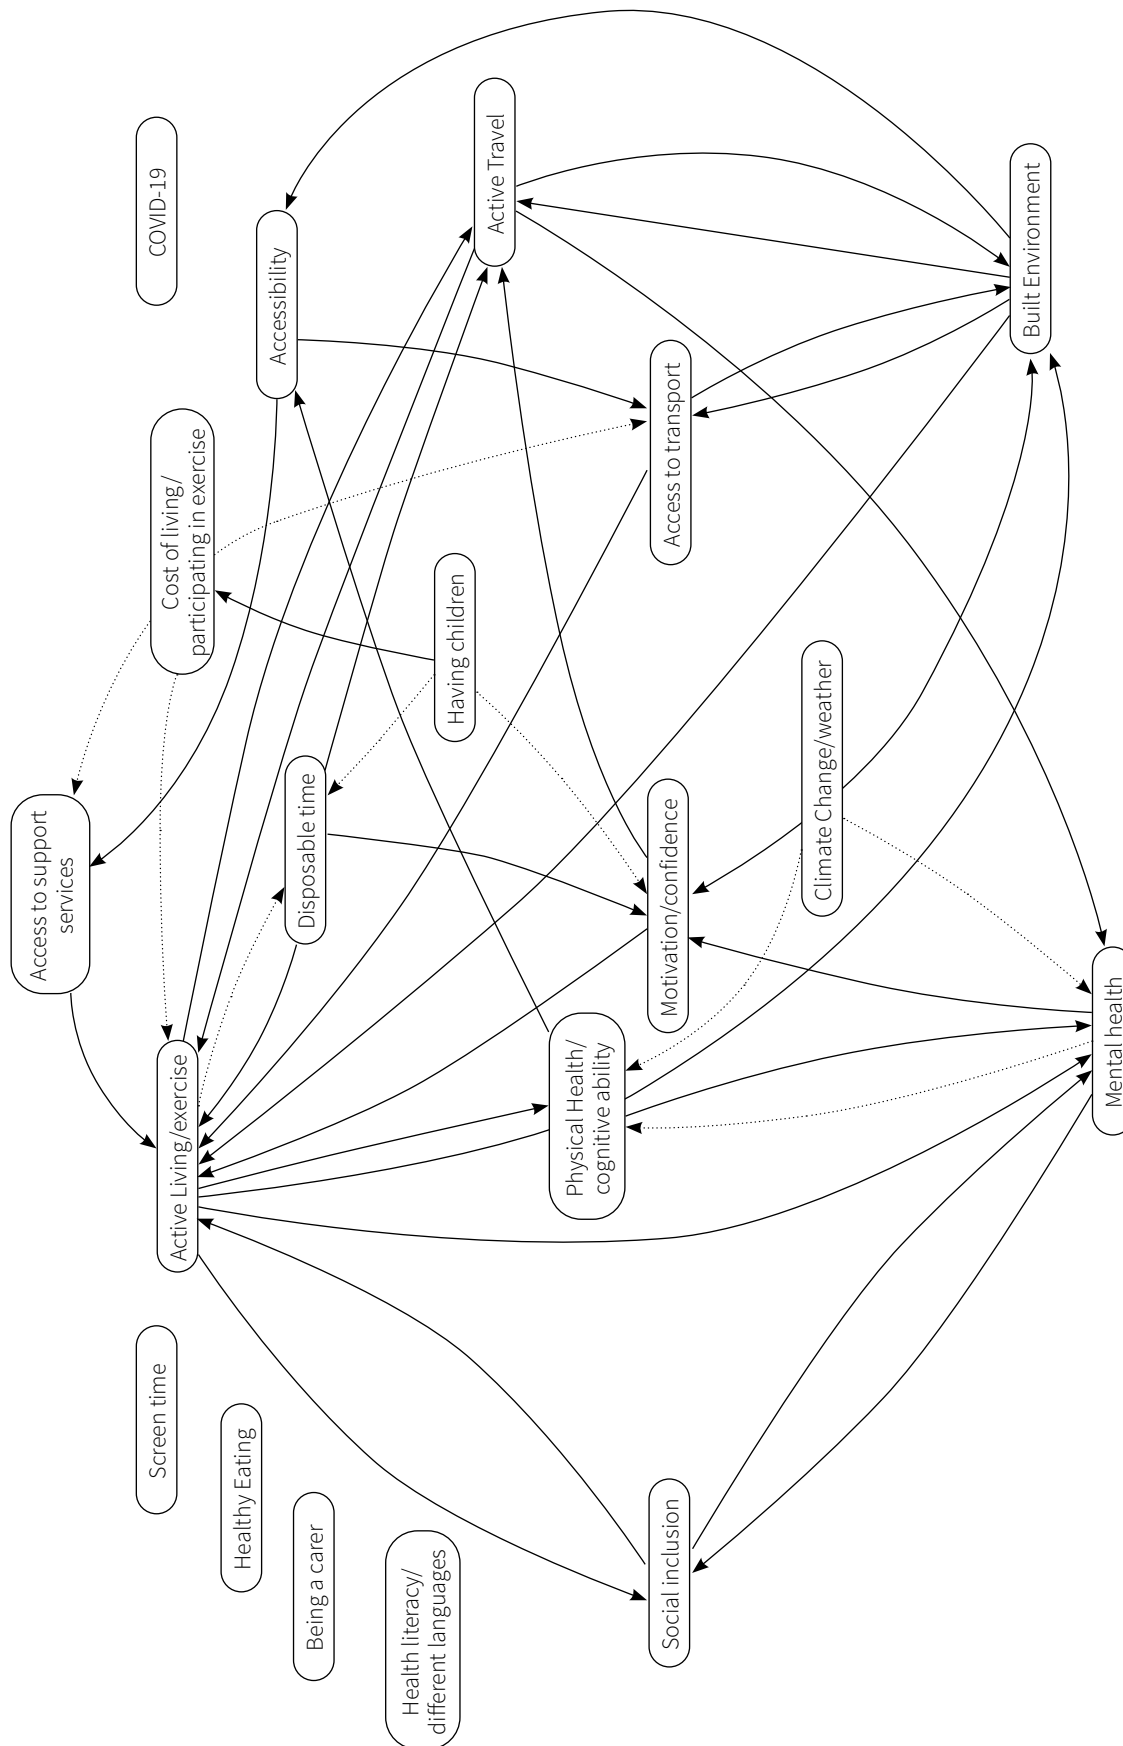 Access to support
services
Cost of living/
participating in exercise
COVID-19
Screen time
Active Living/exercise
Accessibility
Healthy Eating
Disposable time
Being a carer
Having children
Active Travel
Health literacy/
different languages
Physical Health/
cognitive ability
Motivation/confidence
Access to transport
Social inclusion
Climate Change/weather
Built Environment
Mental health